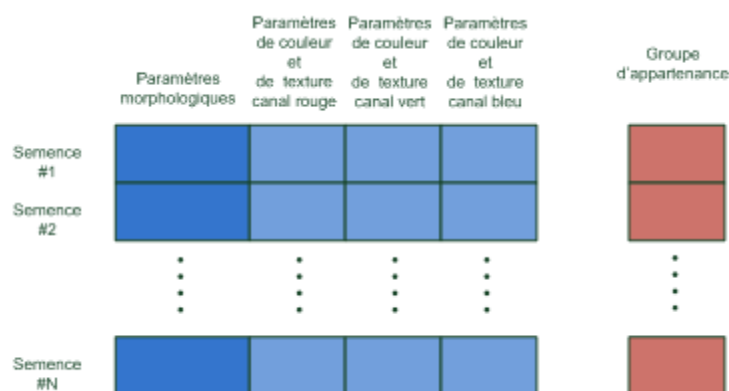 Paramètres
morphologiques
Paramètres
de couleur
et
de texture
canal rouge
Paramètres
de couleur
et
de texture
canal vert
Paramètres
de couleur
et
de texture
canal bleu
Groupe
d'appartenance
Semence
#1
Semence
#2
Semence
#N